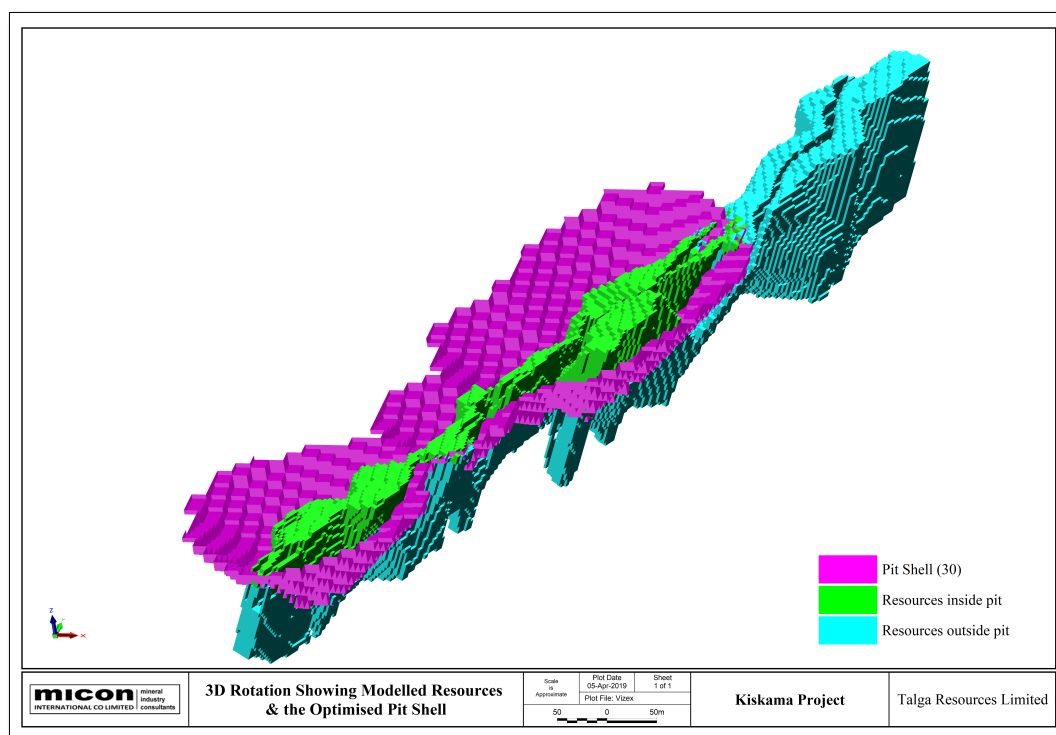 Z
Y
X
Pit Shell (30)
Resources inside pit
Resources outside pit
micon
INTERNATIONAL CO LIMITED
mineral
industry
consultants
3D Rotation Showing Modelled Resources
& the Optimised Pit Shell
Scale
is
Approximate
Plot Date
05-Apr-2019
Sheet
1 of 1
Plot File: Vizex
50 0 50m
Kiskama Project
Talga Resources Limited